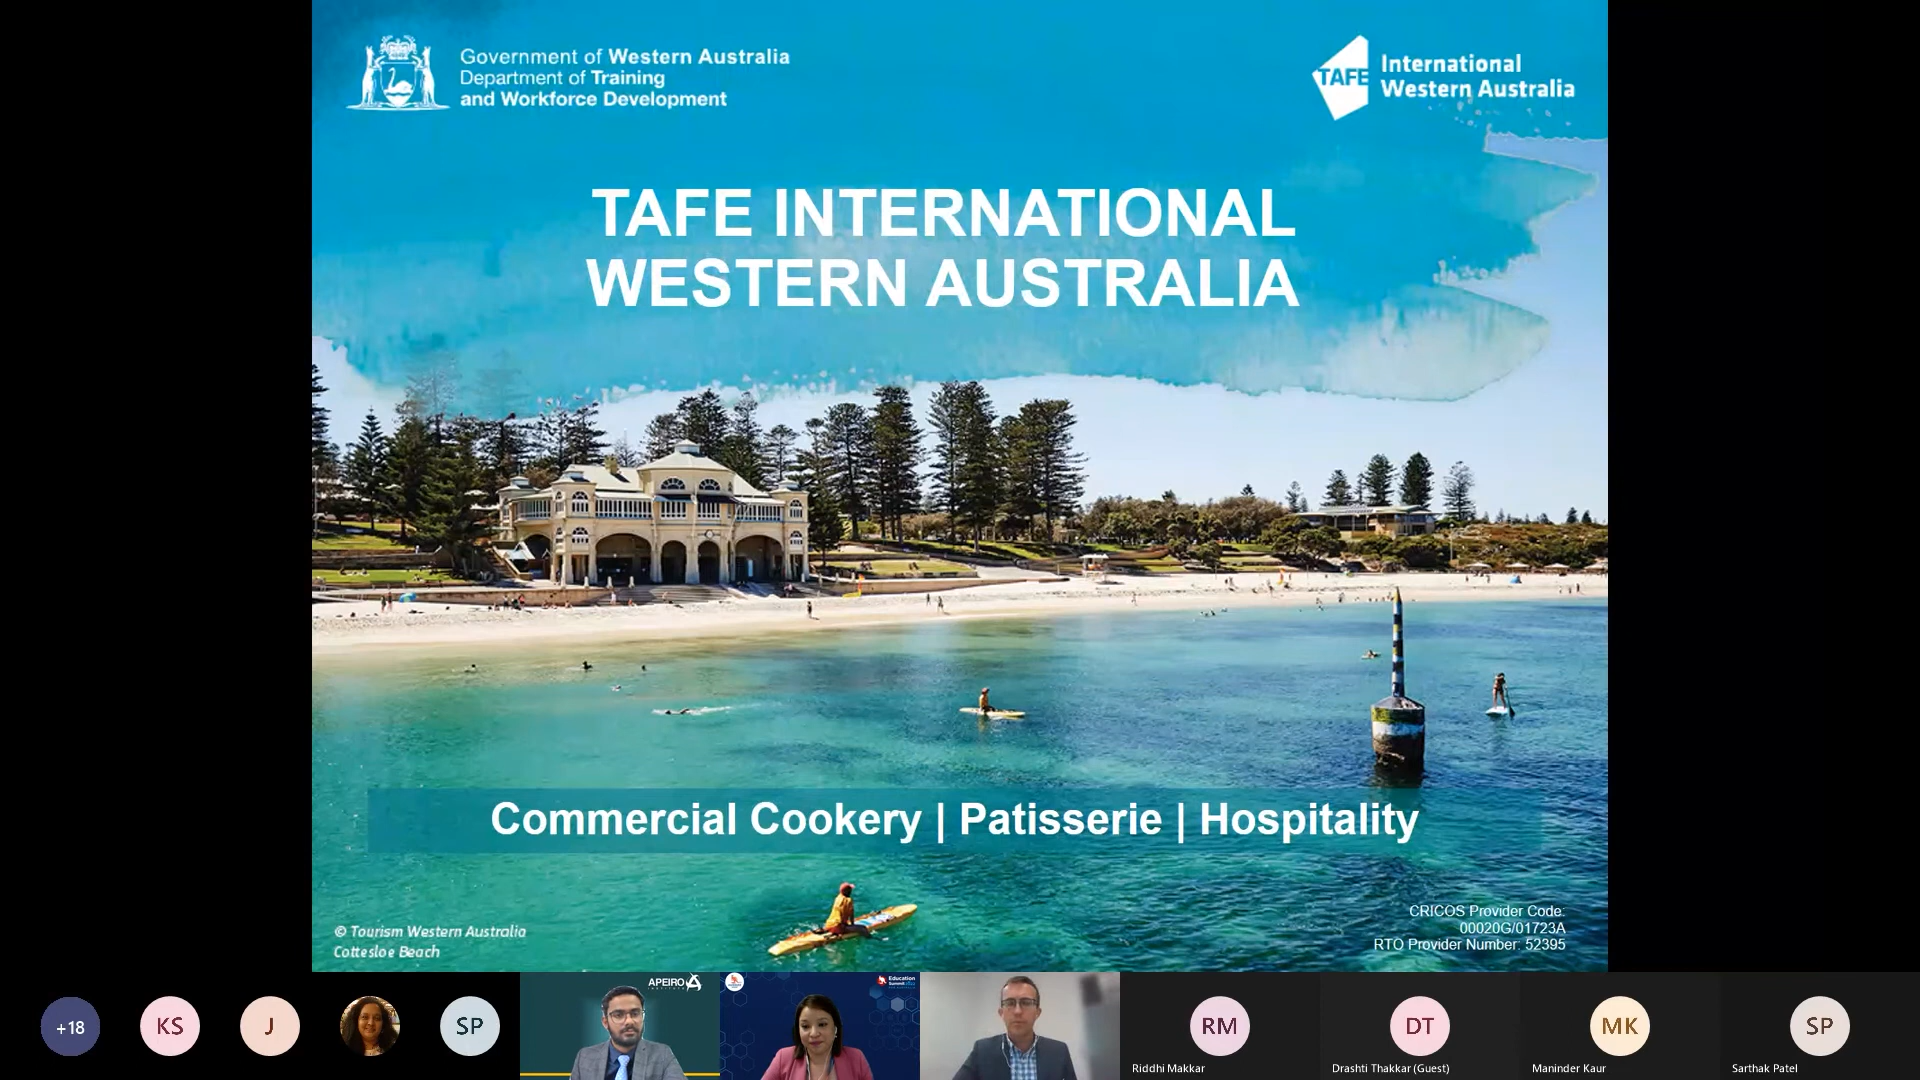 Government of Western Australia
Department of Training
and Workforce Development
TAFE International
Western Australia
TAFE INTERNATIONAL
WESTERN AUSTRALIA
Commercial Cookery | Patisserie | Hospitality
© Tourism Western Australia
Cottesloe Beach
CRICOS Provider Code:
00020G/01723A
RTO Provider Number: 52395
+18
KS
J
SP
APEIRO
Education
Summit
RM
Riddhi Makkar
DT
Drashti Thakkar (Guest)
MK
Maninder Kaur
SP
Sarthak Patel